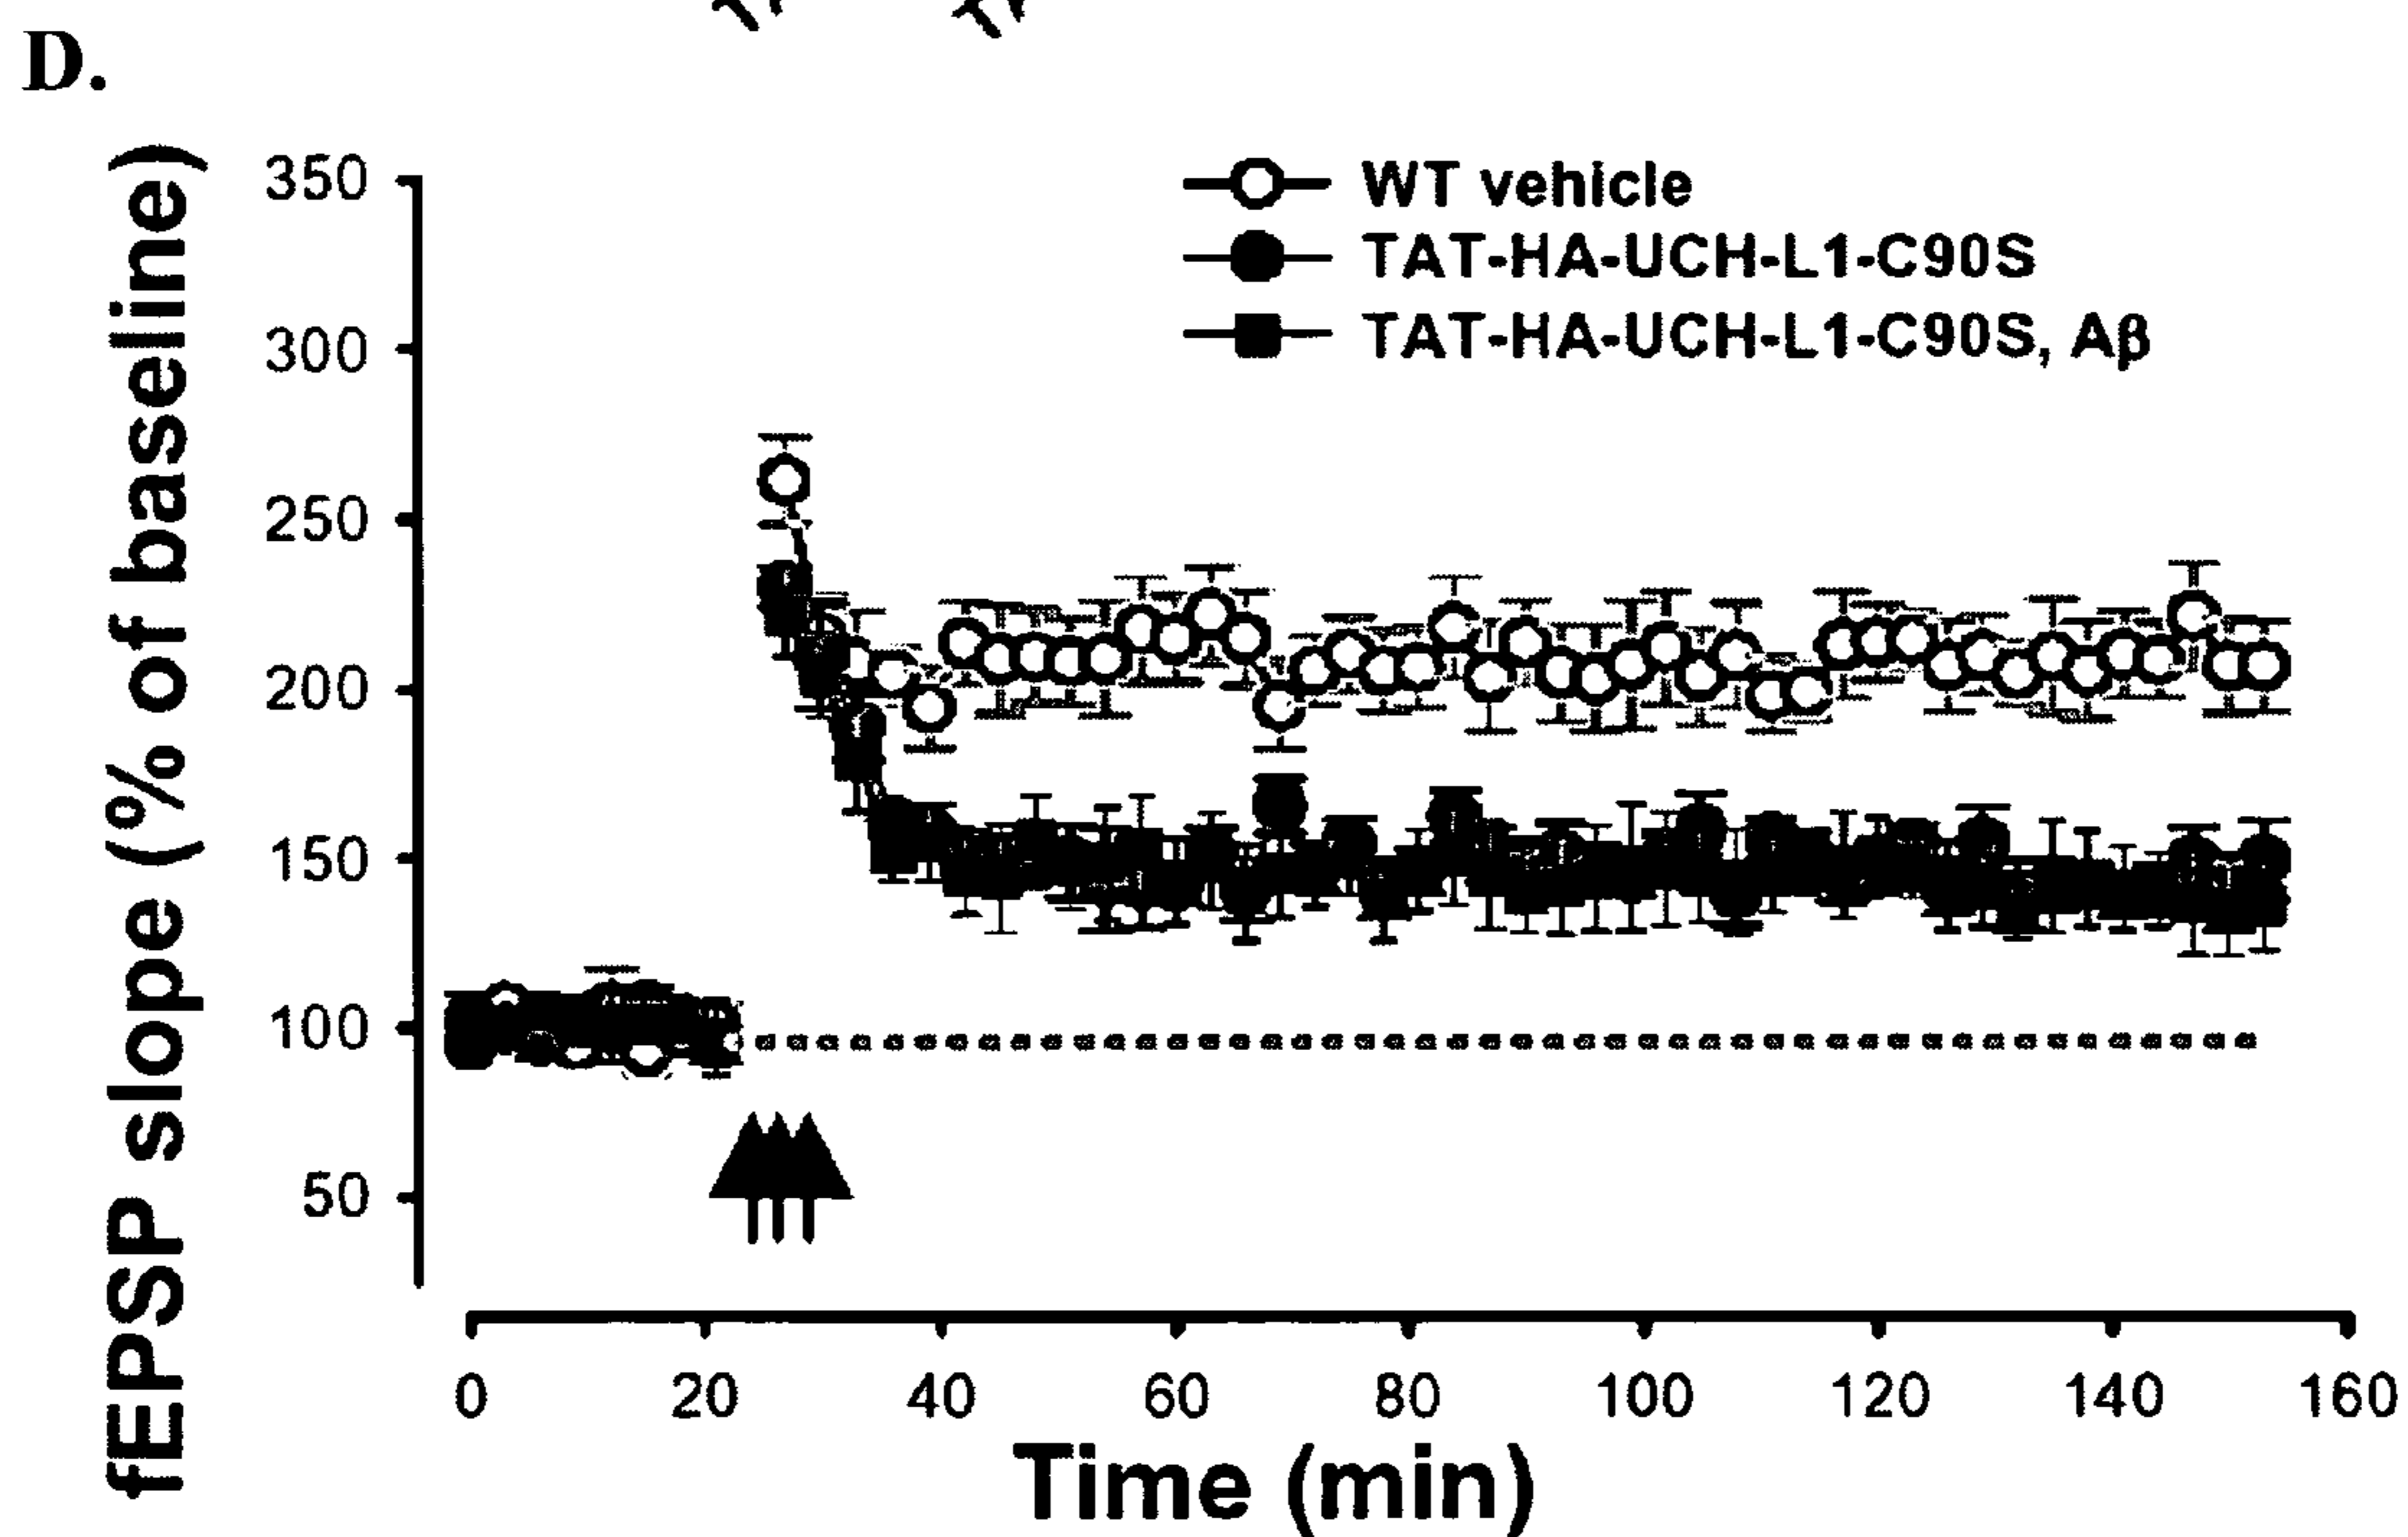 D.
fEPSP slope (% of baseline)
350
300
250
200
150
100
50
WT vehicle
TAT-HA-UCH-L1-C90S
TAT-HA-UCH-L1-C90S, Aβ
0 20 40 60 80 100 120 140 160
Time (min)